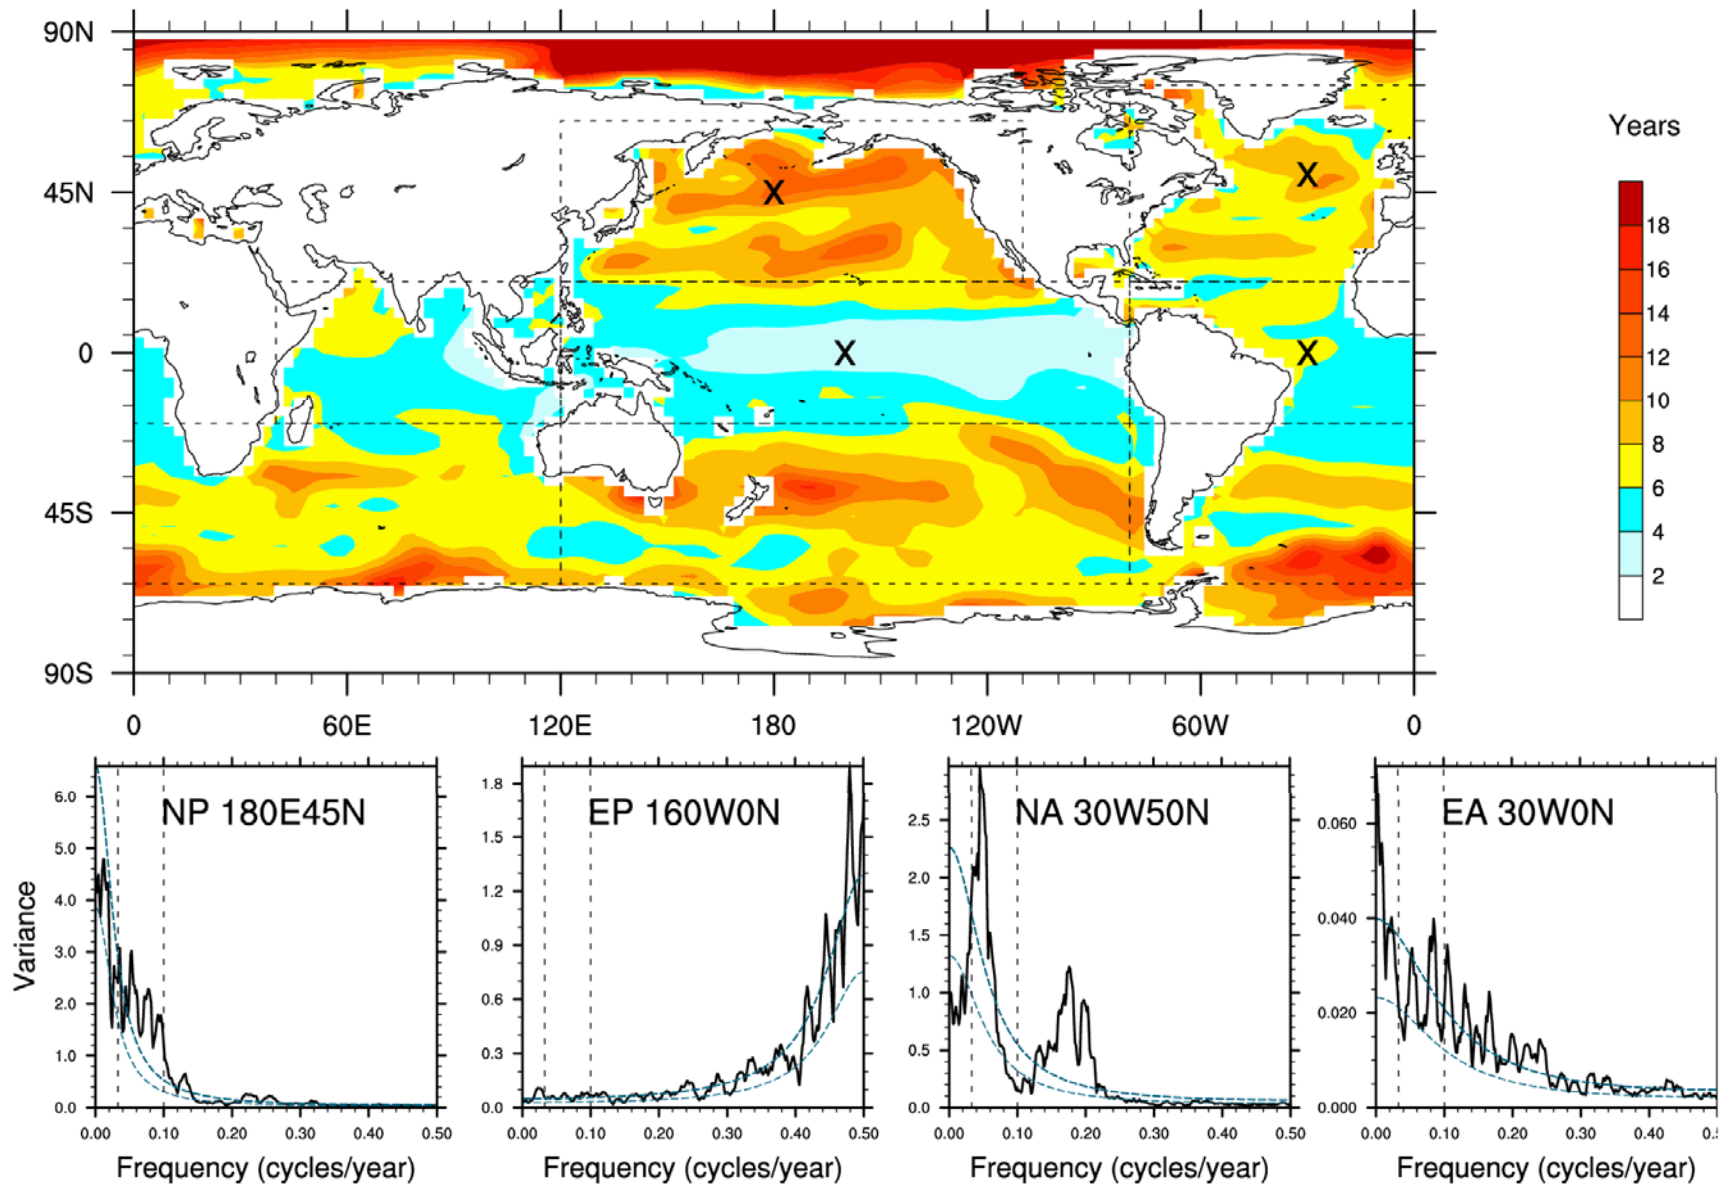 90N
45N
0
45S
90S
0 60E 120E 180 120W 60W 0
X X
X X
Years
18
16
14
12
10
8
6
4
2
Variance
NP 180E45N
6.0
5.0
4.0
3.0
2.0
1.0
0.0
0.00 0.10 0.20 0.30 0.40 0.50
Frequency (cycles/year)
EP 160W0N
1.8
1.5
1.2
0.9
0.6
0.3
0.0
0.00 0.10 0.20 0.30 0.40 0.50
Frequency (cycles/year)
NA 30W50N
2.5
2.0
1.5
1.0
0.5
0.0
0.00 0.10 0.20 0.30 0.40 0.50
Frequency (cycles/year)
EA 30W0N
0.060
0.040
0.020
0.000
0.00 0.10 0.20 0.30 0.40
Frequency (cycles/year)